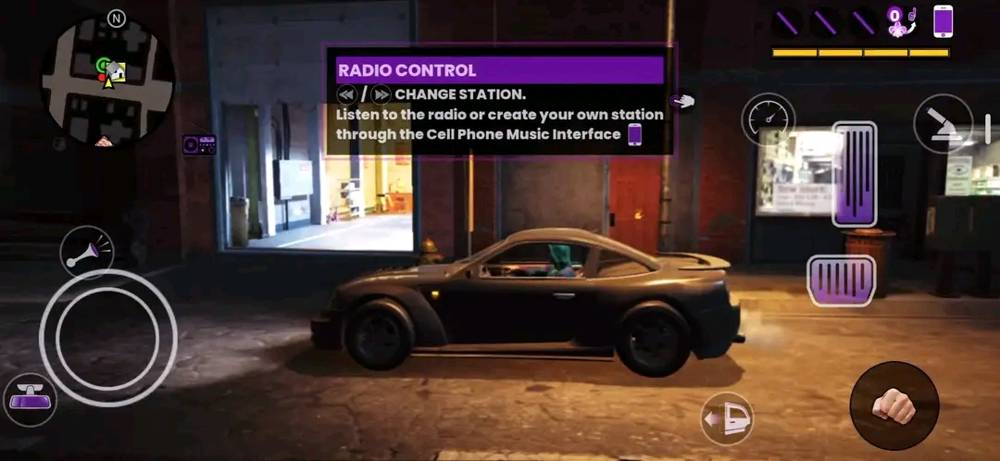 N
0
RADIO CONTROL
/ CHANGE STATION.
Listen to the radio or create your own station
through the Cell Phone Music Interface